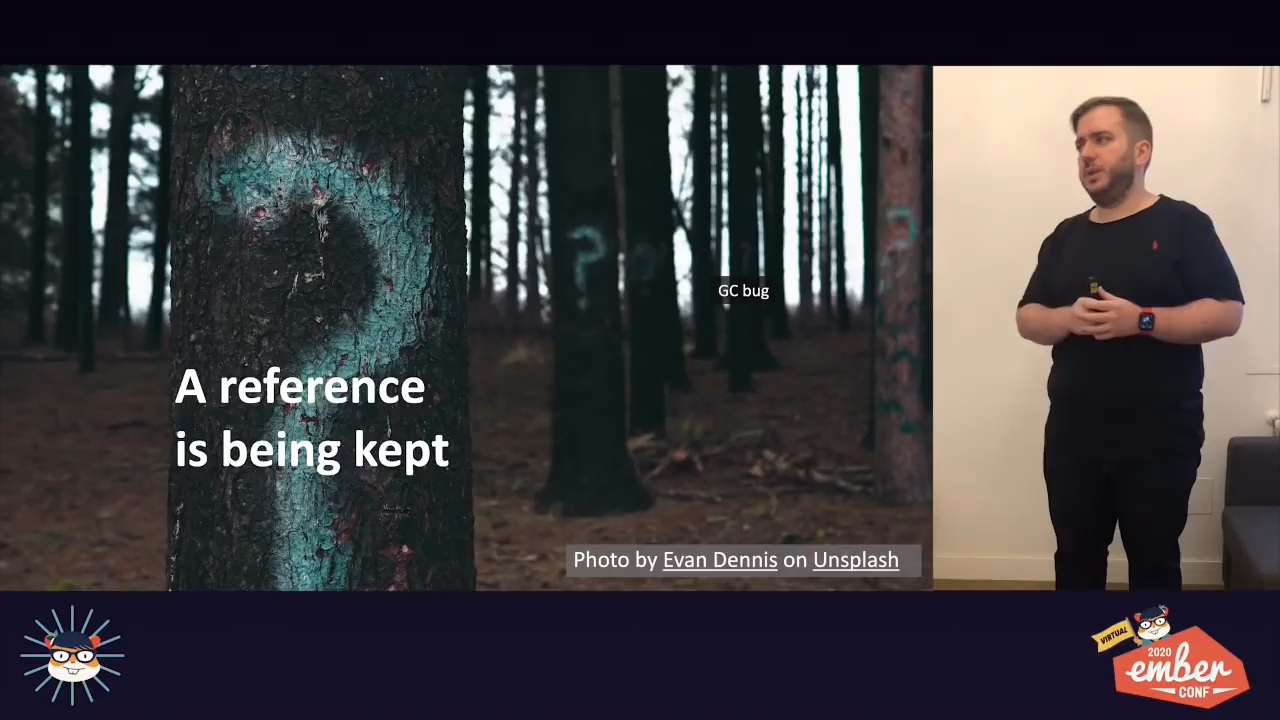 GC bug
A reference
is being kept
Photo by Evan Dennis on Unsplash
VIRTUAL
2020
ember
CONF